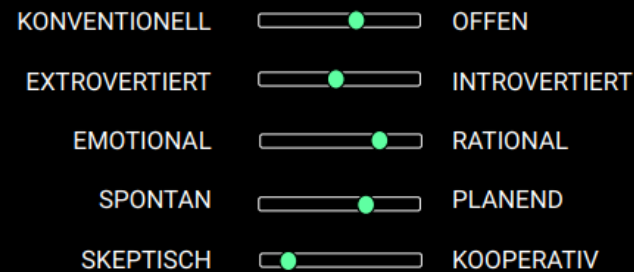 KONVENTIONELL OFFEN
EXTROVERTIERT INTROVERTIERT
EMOTIONAL RATIONAL
SPONTAN PLANEND
SKEPTISCH KOOPERATIV